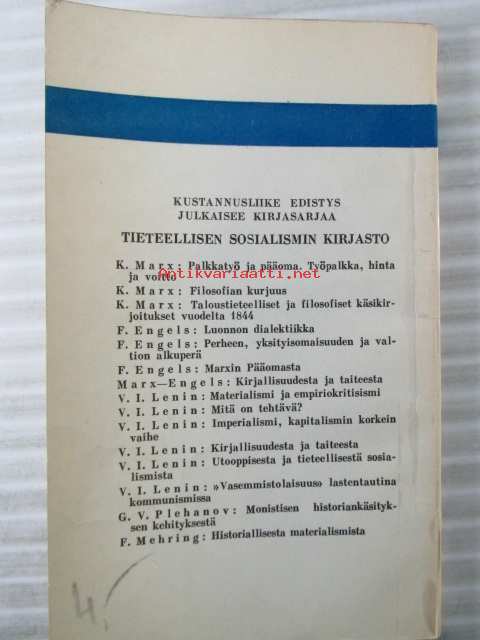 KUSTANNUSLIIKE EDISTYS
JULKAISEE KIRJASARJAA
TIETEELLISEN SOSIALISMIN KIRJASTO
K. Marx: Palkkatyö ja pääoma. Työpalkka, hinta
ja voitto
Antikvariaatti.net
K. Marx: Filosofian kurjuus
K. Marx: Taloustieteelliset ja filosofiset käsikir-
joitukset vuodelta 1844
F. Engels: Luonnon dialektiikka
F. Engels: Perheen, yksityisomaisuuden ja val-
tion alkuperä
F. Engels: Marxin Pääomasta
Marx—Engels: Kirjallisuudesta ja taiteesta
V. I. Lenin: Materialismi ja empiriokritisismi
V. I. Lenin: Mitä on tehtävä?
V. I. Lenin: Imperialismi, kapitalismin korkein
vaihe
V. I. Lenin: Kirjallisuudesta ja taiteesta
V. I. Lenin: Utooppisesta ja tieteellisestä sosia-
lismista
V. I. Lenin: »Vasemmistolaisuus» lastentautina
kommunismissa
G. V. Plehanov: Monistisen historiankäsityk-
sen kehityksestä
F. Mehring: Historiallisesta materialismista
4,-